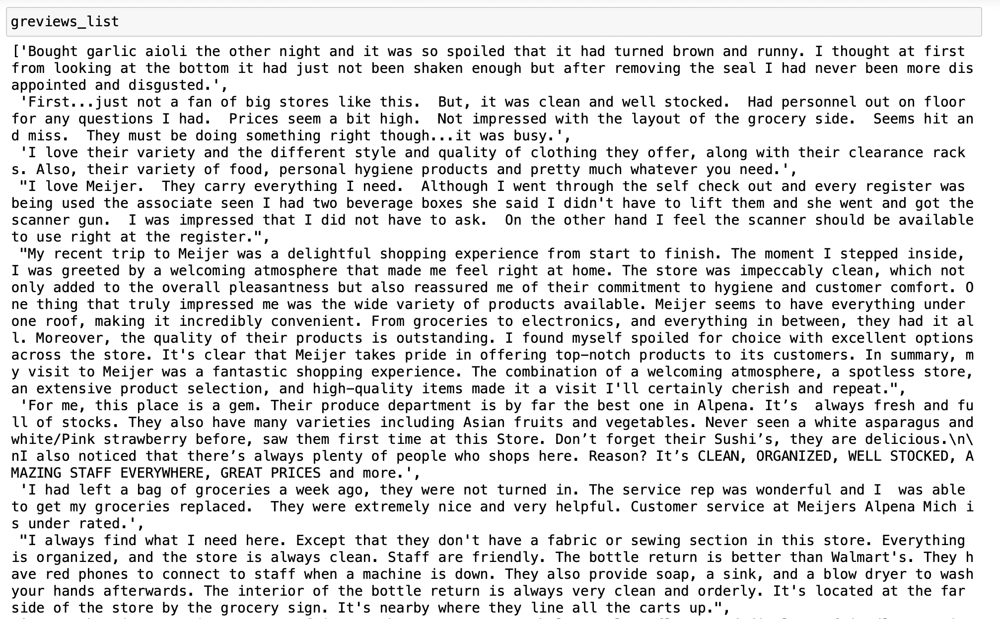 greviews_list
['Bought garlic aioli the other night and it was so spoiled that it had turned brown and runny. I thought at first
from looking at the bottom it had just not been shaken enough but after removing the seal I had never been more dis
appointed and disgusted.',
 'First...just not a fan of big stores like this.  But, it was clean and well stocked.  Had personnel out on floor
for any questions I had.  Prices seem a bit high.  Not impressed with the layout of the grocery side.  Seems hit an
d miss.  They must be doing something right though...it was busy.',
 'I love their variety and the different style and quality of clothing they offer, along with their clearance rack
s. Also, their variety of food, personal hygiene products and pretty much whatever you need.',
 "I love Meijer.  They carry everything I need.  Although I went through the self check out and every register was
being used the associate seen I had two beverage boxes she said I didn't have to lift them and she went and got the
scanner gun.  I was impressed that I did not have to ask.  On the other hand I feel the scanner should be available
to use right at the register.",
 "My recent trip to Meijer was a delightful shopping experience from start to finish. The moment I stepped inside,
I was greeted by a welcoming atmosphere that made me feel right at home. The store was impeccably clean, which not
only added to the overall pleasantness but also reassured me of their commitment to hygiene and customer comfort. O
ne thing that truly impressed me was the wide variety of products available. Meijer seems to have everything under
one roof, making it incredibly convenient. From groceries to electronics, and everything in between, they had it al
l. Moreover, the quality of their products is outstanding. I found myself spoiled for choice with excellent options
across the store. It's clear that Meijer takes pride in offering top-notch products to its customers. In summary, m
y visit to Meijer was a fantastic shopping experience. The combination of a welcoming atmosphere, a spotless store,
an extensive product selection, and high-quality items made it a visit I'll certainly cherish and repeat.",
 'For me, this place is a gem. Their produce department is by far the best one in Alpena. It’s  always fresh and fu
ll of stocks. They also have many varieties including Asian fruits and vegetables. Never seen a white asparagus and
white/Pink strawberry before, saw them first time at this Store. Don’t forget their Sushi’s, they are delicious.\n\
nI also noticed that there’s always plenty of people who shops here. Reason? It’s CLEAN, ORGANIZED, WELL STOCKED, A
MAZING STAFF EVERYWHERE, GREAT PRICES and more.',
 'I had left a bag of groceries a week ago, they were not turned in. The service rep was wonderful and I  was able
to get my groceries replaced.  They were extremely nice and very helpful. Customer service at Meijers Alpena Mich i
s under rated.',
 "I always find what I need here. Except that they don't have a fabric or sewing section in this store. Everything
is organized, and the store is always clean. Staff are friendly. The bottle return is better than Walmart's. They h
ave red phones to connect to staff when a machine is down. They also provide soap, a sink, and a blow dryer to wash
your hands afterwards. The interior of the bottle return is always very clean and orderly. It's located at the far
side of the store by the grocery sign. It's nearby where they line all the carts up.",